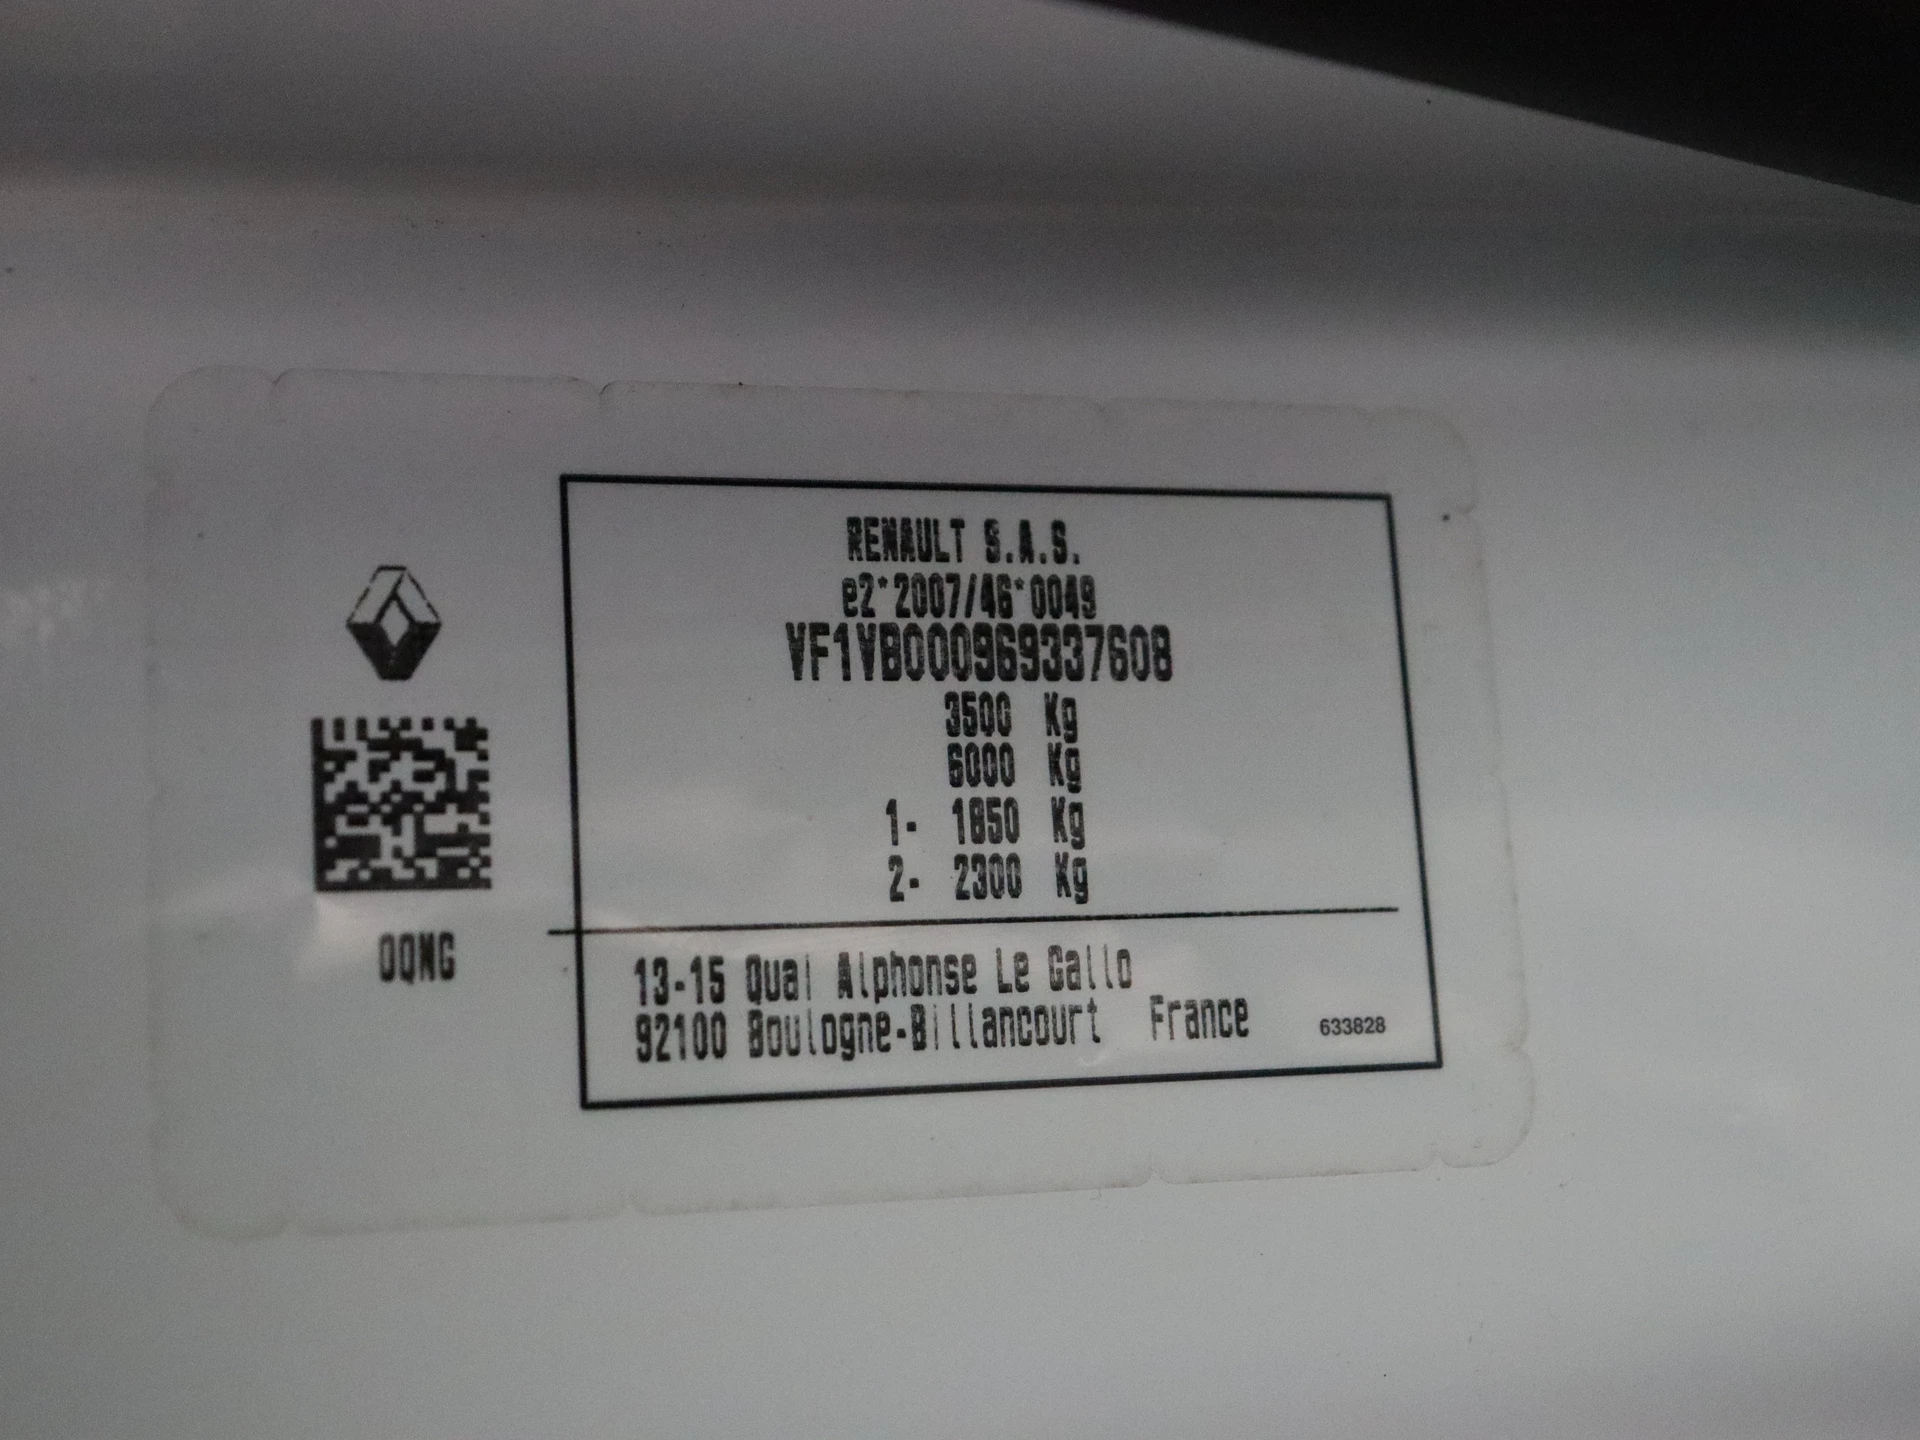 RENAULT S.A.S.
e2*2007/46*0049
VF1VB000969337608
3500 Kg
6000 Kg
1- 1850 Kg
2- 2300 Kg
0QNG
13-15 Quai Alphonse Le Gallo
92100 Boulogne-Billancourt France
633828